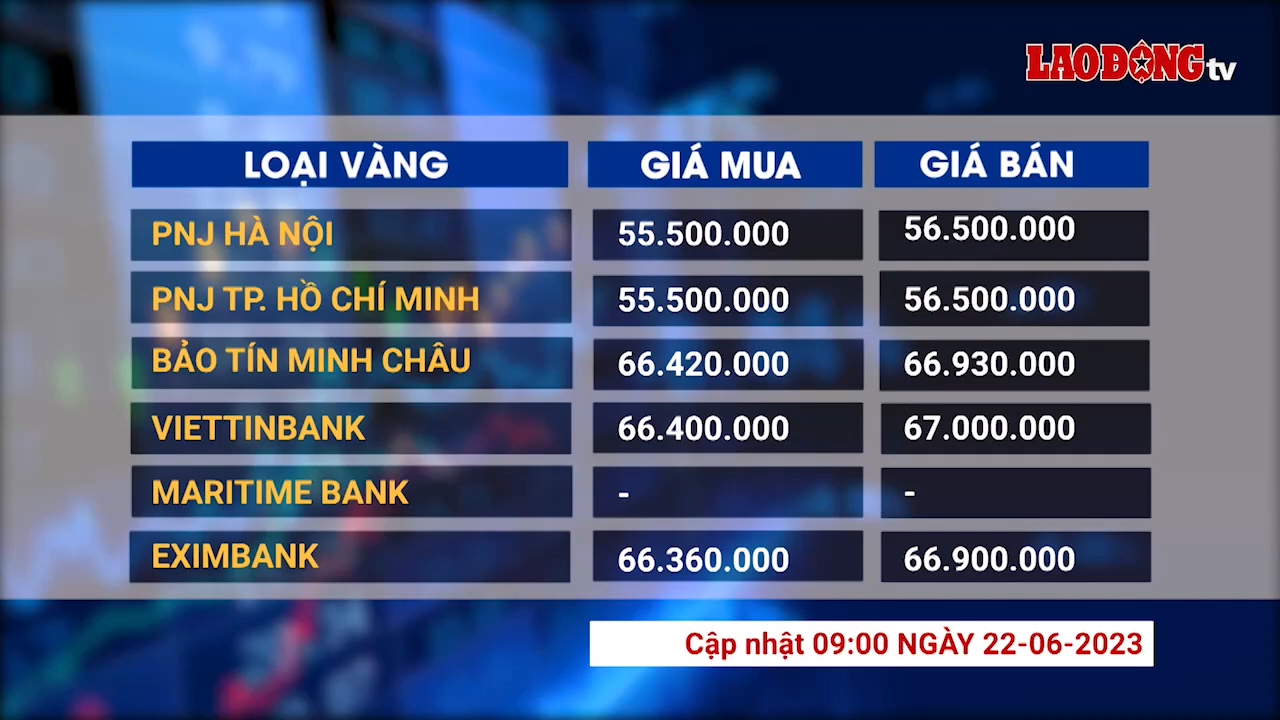 LAO ĐỘNG tv
LOẠI VÀNG GIÁ MUA GIÁ BÁN
PNJ HÀ NỘI 55.500.000 56.500.000
PNJ TP. HỒ CHÍ MINH 55.500.000 56.500.000
BẢO TÍN MINH CHÂU 66.420.000 66.930.000
VIETTINBANK 66.400.000 67.000.000
MARITIME BANK - -
EXIMBANK 66.360.000 66.900.000
Cập nhật 09:00 NGÀY 22-06-2023